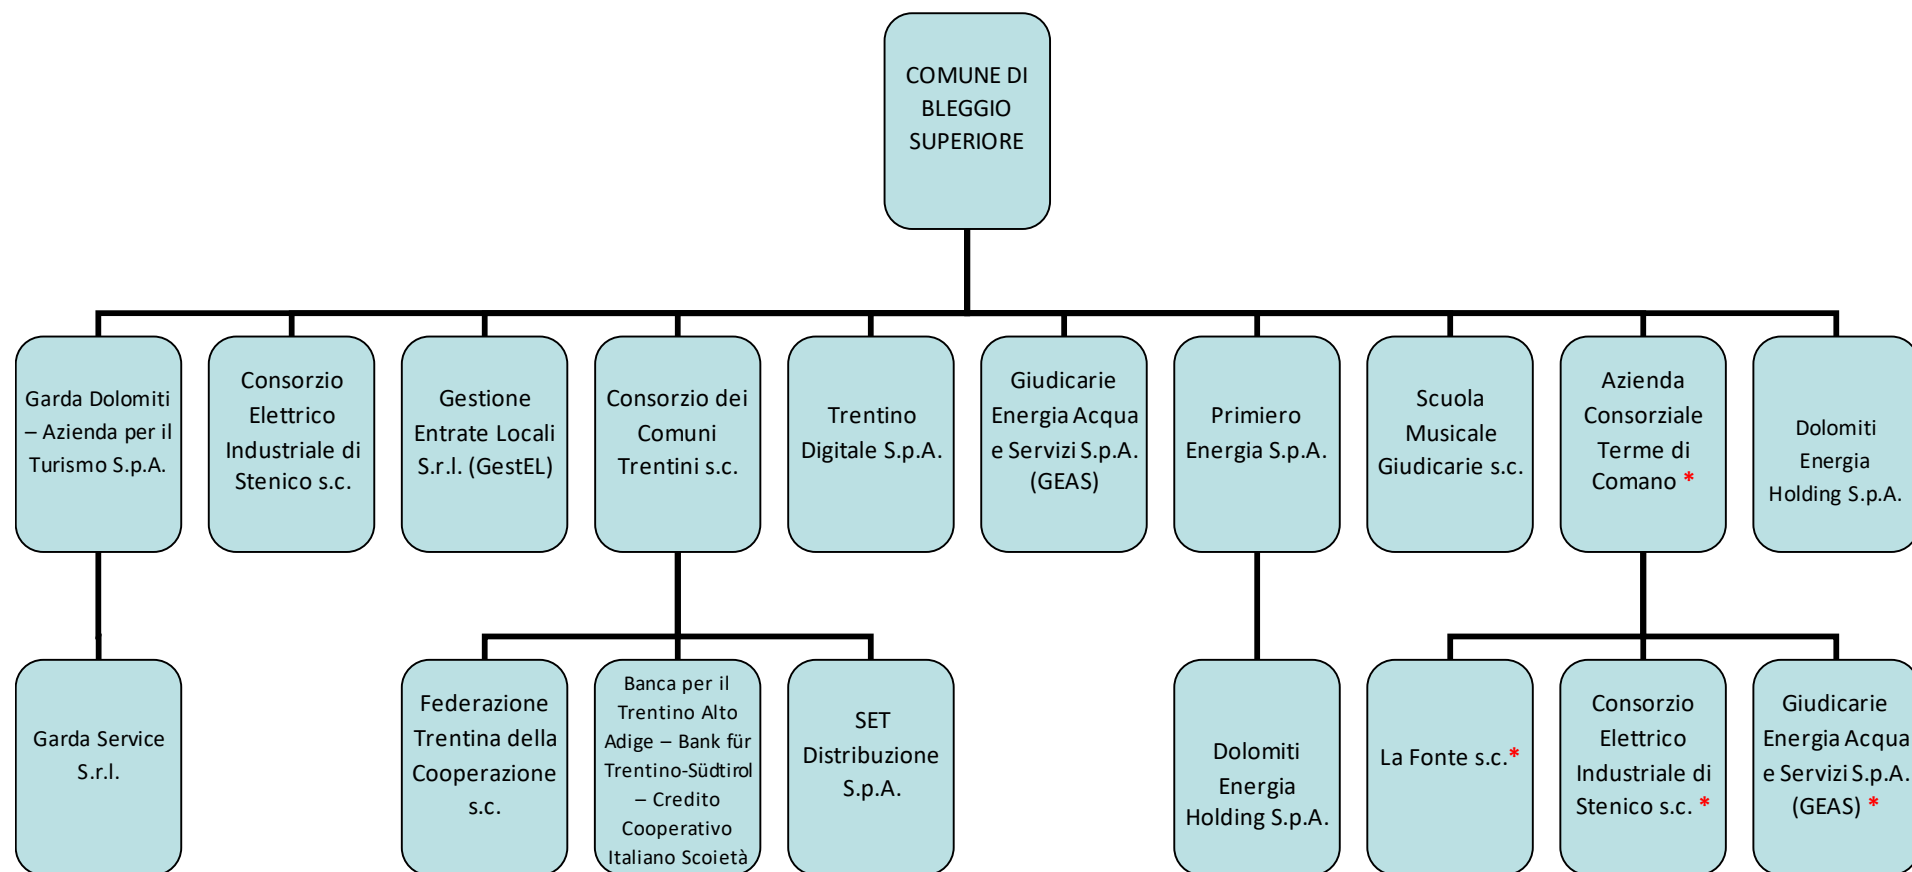 COMUNE DI
BLEGGIO
SUPERIORE
Garda Dolomiti
– Azienda per il
Turismo S.p.A.
Consorzio
Elettrico
Industriale di
Stenico s.c.
Gestione
Entrate Locali
S.r.l. (GestEL)
Consorzio dei
Comuni
Trentini s.c.
Trentino
Digitale S.p.A.
Giudicarie
Energia Acqua
e Servizi S.p.A.
(GEAS)
Primiero
Energia S.p.A.
Scuola
Musicale
Giudicarie s.c.
Azienda
Consorziale
Terme di
Comano *
Dolomiti
Energia
Holding S.p.A.
Garda Service
S.r.l.
Federazione
Trentina della
Cooperazione
s.c.
Banca per il
Trentino Alto
Adige – Bank für
Trentino-Südtirol
– Credito
Cooperativo
Italiano Scoietà
SET
Distribuzione
S.p.A.
Dolomiti
Energia
Holding S.p.A.
La Fonte s.c.*
Consorzio
Elettrico
Industriale di
Stenico s.c. *
Giudicarie
Energia Acqua
e Servizi S.p.A.
(GEAS) *